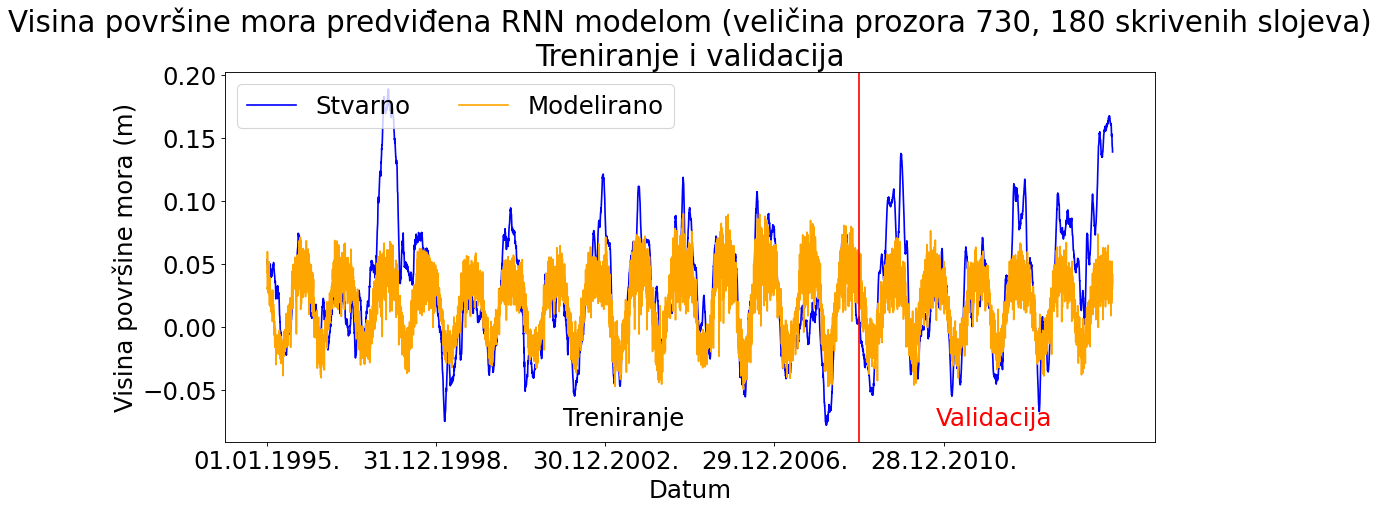 Visina površine mora predviđena RNN modelom (veličina prozora 730, 180 skrivenih slojeva)
Treniranje i validacija
Stvarno
Modelirano
Visina površine mora (m)
0.20
0.15
0.10
0.05
0.00
−0.05
Treniranje
Validacija
01.01.1995.
31.12.1998.
30.12.2002.
29.12.2006.
28.12.2010.
Datum